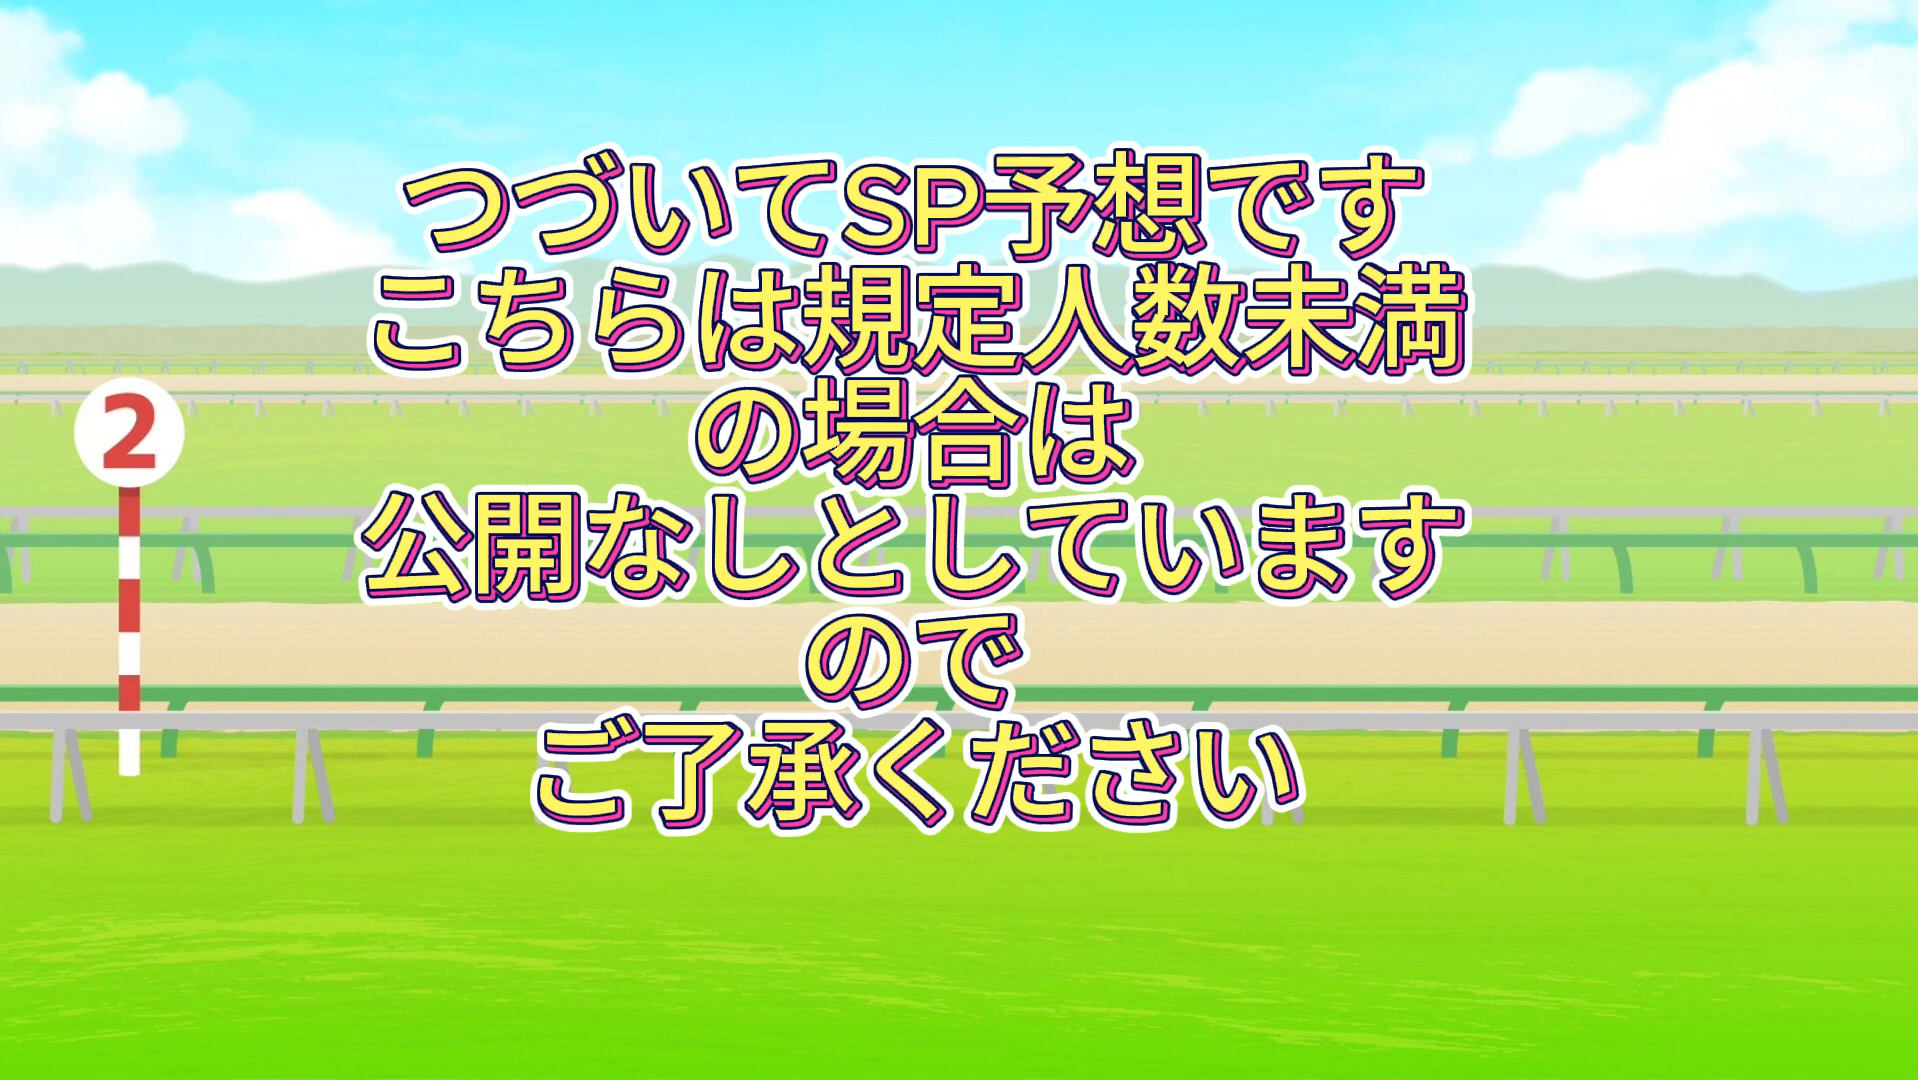 つづいてSP予想です
こちらは規定人数未満
の場合は
公開なしとしています
ので
ご了承ください
2